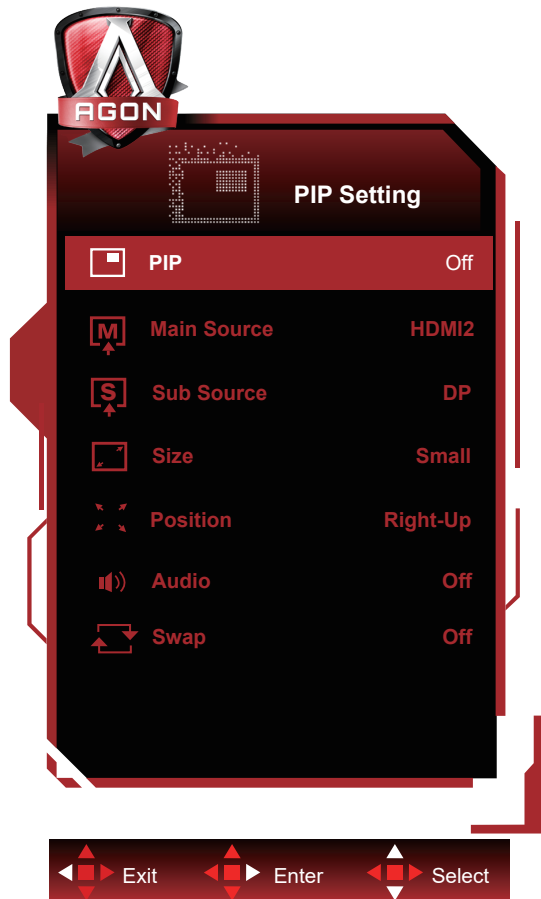 AGON
PIP Setting
PIP Off
M Main Source HDMI2
S Sub Source DP
Size Small
Position Right-Up
Audio Off
Swap Off
Exit Enter Select